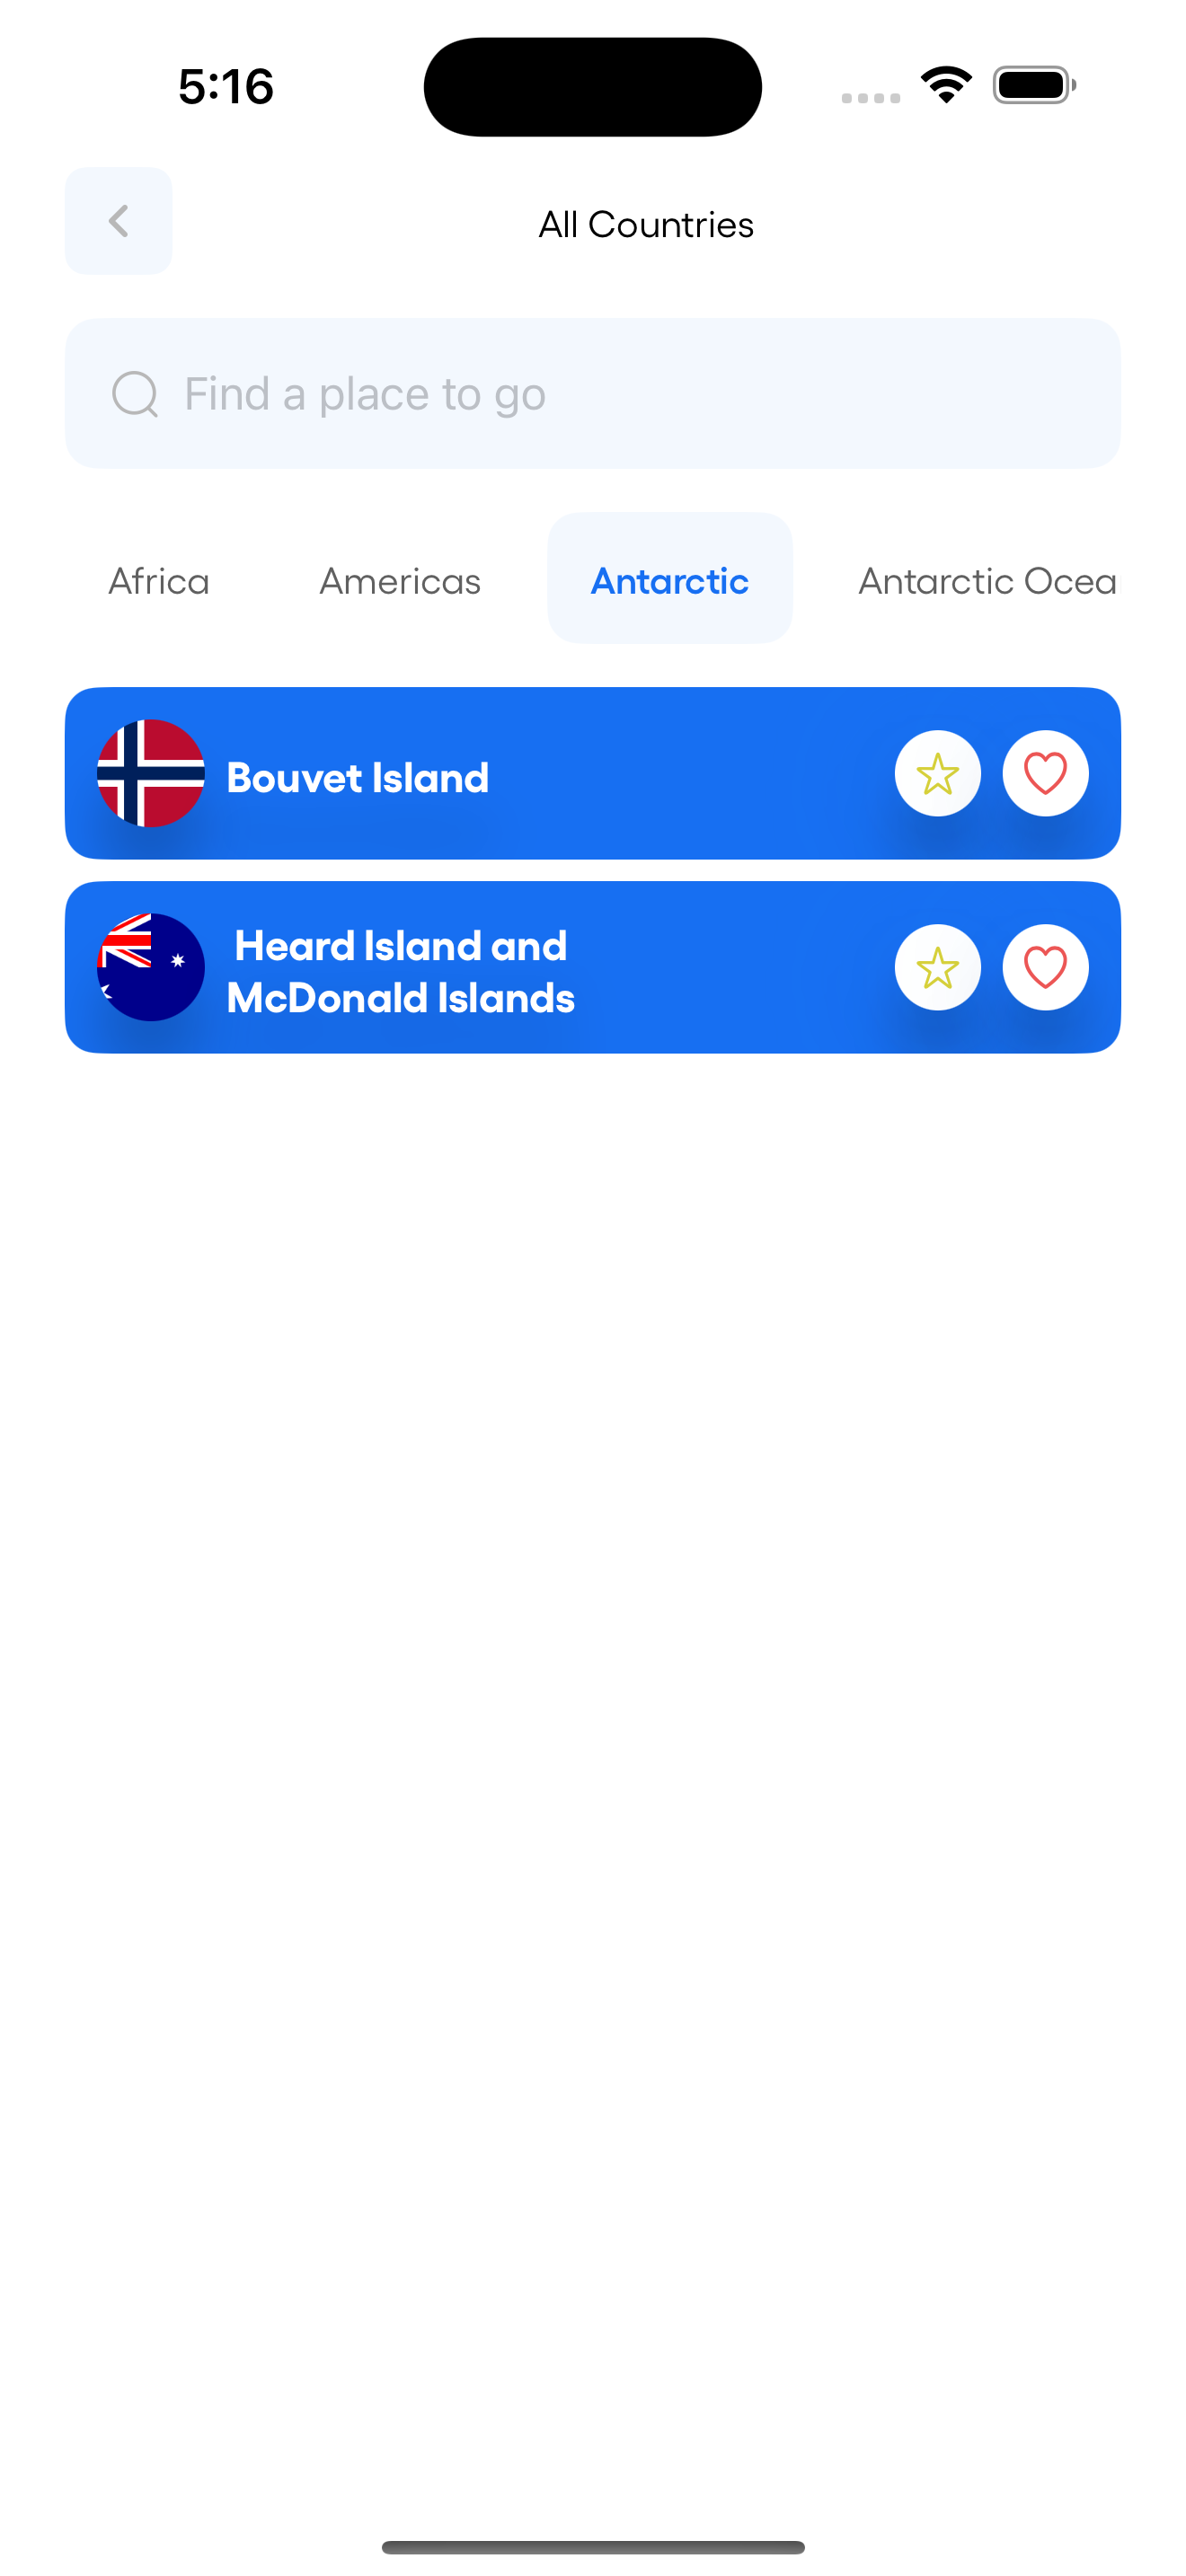 5:16
All Countries
Find a place to go
Africa Americas Antarctic Antarctic Ocea
Bouvet Island
Heard Island and
McDonald Islands